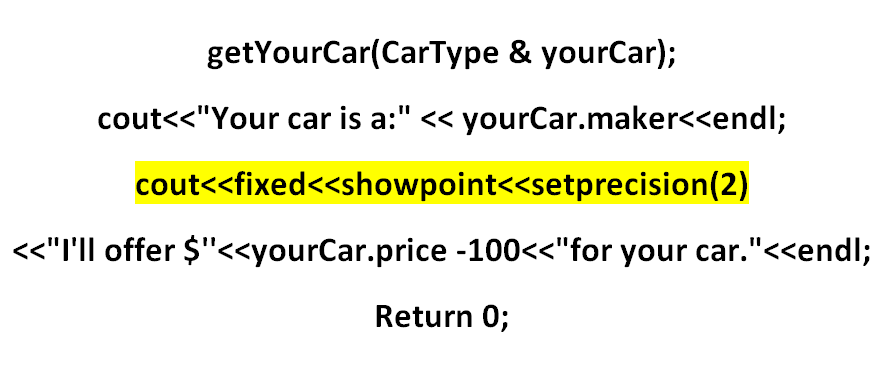 getYourCar(CarType & yourCar);
cout<<"Your car is a:" << yourCar.maker<<endl;
cout<<fixed<<showpoint<<setprecision(2)
<<"I'll offer $''<<yourCar.price -100<<"for your car."<<endl;
Return 0;